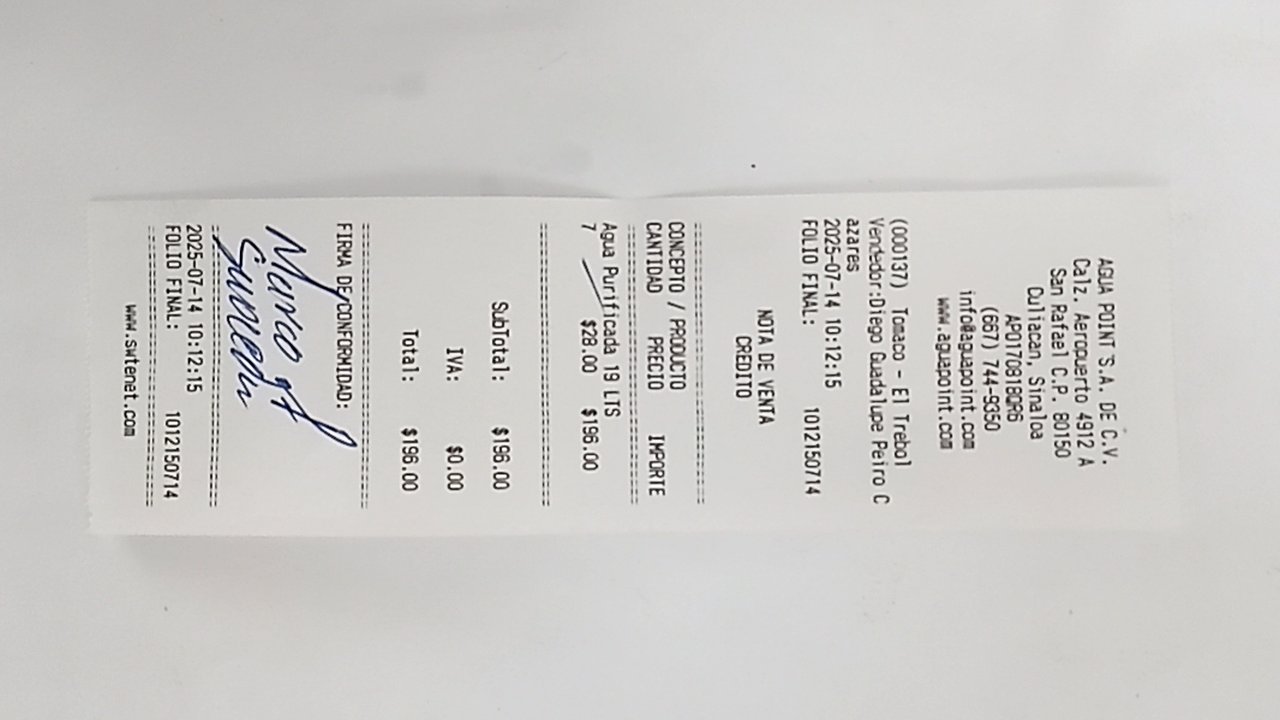 AGUA POINT S.A. DE C.V.
Calz. Aeropuerto 4912 A
San Rafael C.P. 80150
Culiacan, Sinaloa
APO170818QR6
(667) 744-9350
info@aguapoint.com
www.aguapoint.com
(000137) Tomaco - El Trebol
Vendedor:Diego Guadalupe Peiro C
azares
2025-07-14 10:12:15
FOLIO FINAL: 1012150714
NOTA DE VENTA
CREDITO
CONCEPTO / PRODUCTO
CANTIDAD PRECIO IMPORTE
Agua Purificada 19 LTS
7 $28.00 $196.00
SubTotal: $196.00
IVA: $0.00
Total: $196.00
FIRMA DE CONFORMIDAD:
Marco
2025-07-14 10:12:15
FOLIO FINAL: 1012150714
www.swtenet.com